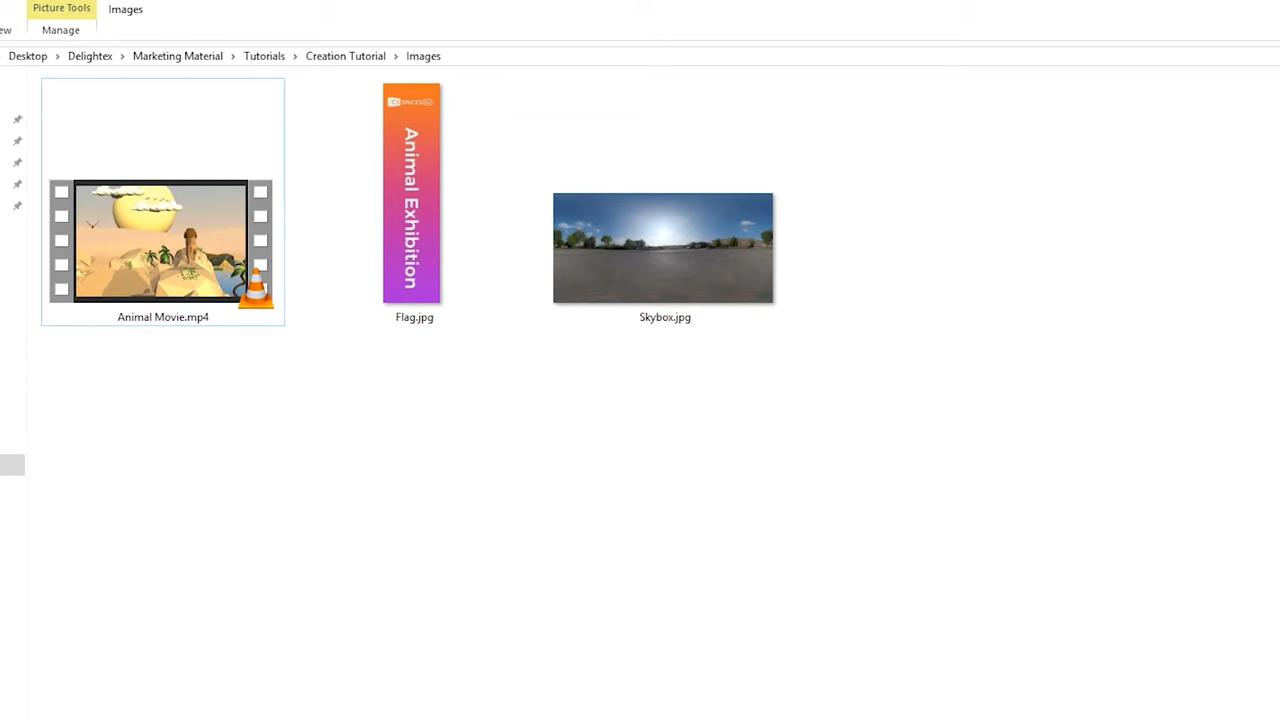 Picture Tools
Images
ew
Manage
Desktop > Delightex > Marketing Material > Tutorials > Creation Tutorial > Images
SPACES
Animal Exhibition
Animal Movie.mp4
Flag.jpg
Skybox.jpg